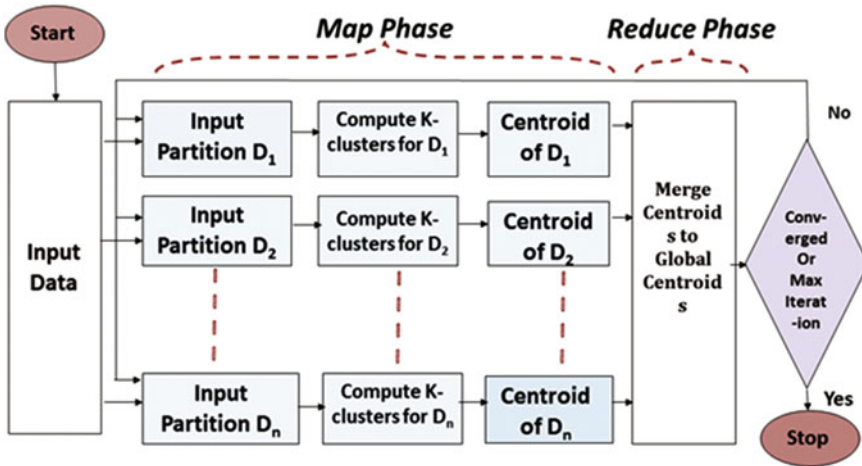 Start
Map Phase
Reduce Phase
No
Input
Data
Input
Partition D1
Compute K-
clusters for D1
Centroid
of D1
Input
Partition D2
Compute K-
clusters for D2
Centroid
of D2
Input
Partition Dn
Compute K-
clusters for Dn
Centroid
of Dn
Merge
Centroid
s to
Global
Centroid
s
Conv-
erged
Or
Max
Iterat
-ion
Yes
Stop